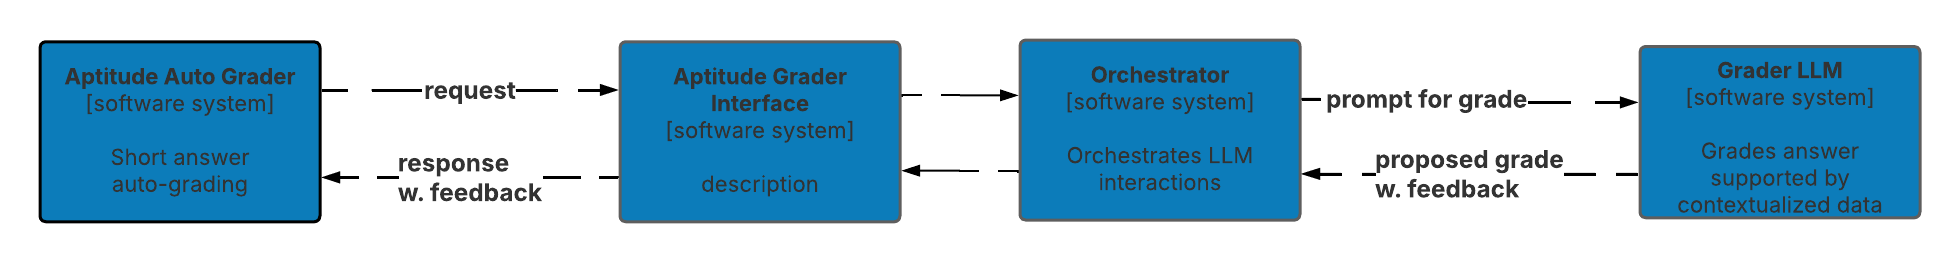 Aptitude Auto Grader
[software system]
Short answer
auto-grading
request
response
w. feedback
Aptitude Grader
Interface
[software system]
description
Orchestrator
[software system]
Orchestrates LLM
interactions
prompt for grade
proposed grade
w. feedback
Grader LLM
[software system]
Grades answer
supported by
contextualized data